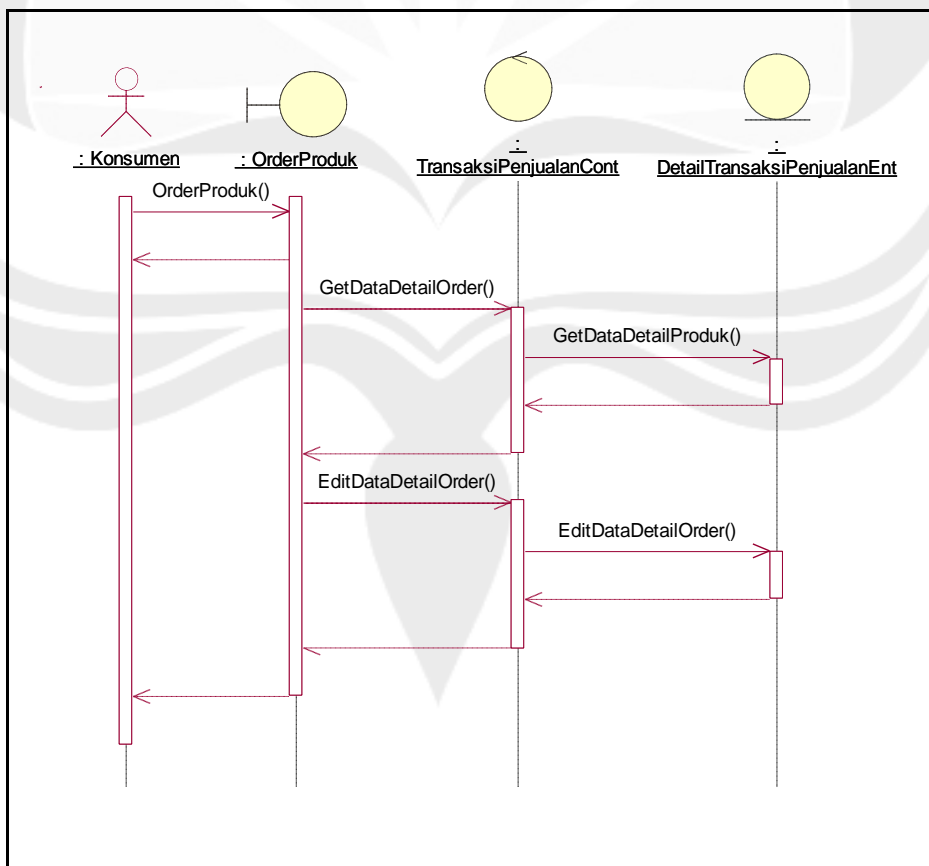 : Konsumen
: OrderProduk
:
TransaksiPenjualanCont
:
DetailTransaksiPenjualanEnt
OrderProduk()
GetDataDetailOrder()
GetDataDetailProduk()
EditDataDetailOrder()
EditDataDetailOrder()